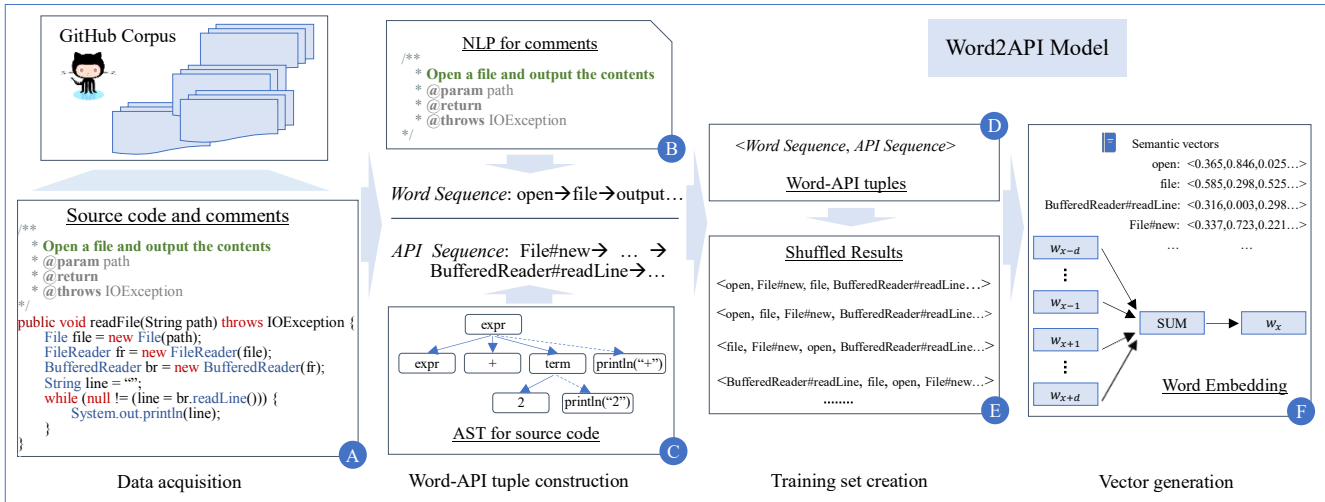 GitHub Corpus
Source code and comments
/**
* Open a file and output the contents
* @param path
* @return
* @throws IOException
*/
public void readFile(String path) throws IOException {
File file = new File(path);
FileReader fr = new FileReader(file);
BufferedReader br = new BufferedReader(fr);
String line = “”;
while (null != (line = br.readLine())) {
System.out.println(line);
}
}
A
Data acquisition
NLP for comments
/**
* Open a file and output the contents
* @param path
* @return
* @throws IOException
*/
B
Word Sequence: open→file→output…
API Sequence: File#new→ … →
BufferedReader#readLine→…
expr
expr + term println(“+”)
2 println(“2”)
AST for source code
C
Word-API tuple construction
D
<Word Sequence, API Sequence>
Word-API tuples
Shuffled Results
<open, File#new, file, BufferedReader#readLine…>
<open, file, File#new, BufferedReader#readLine…>
<file, File#new, open, BufferedReader#readLine…>
<BufferedReader#readLine, file, open, File#new…>
........
E
Training set creation
Word2API Model
Semantic vectors
open: <0.365,0.846,0.025…>
file: <0.585,0.298,0.525…>
BufferedReader#readLine: <0.316,0.003,0.298…>
File#new: <0.337,0.723,0.221…>
… …
w_{x−d}
⋮
w_{x−1}
w_{x+1}
⋮
w_{x+d}
SUM
w_x
Word Embedding
F
Vector generation